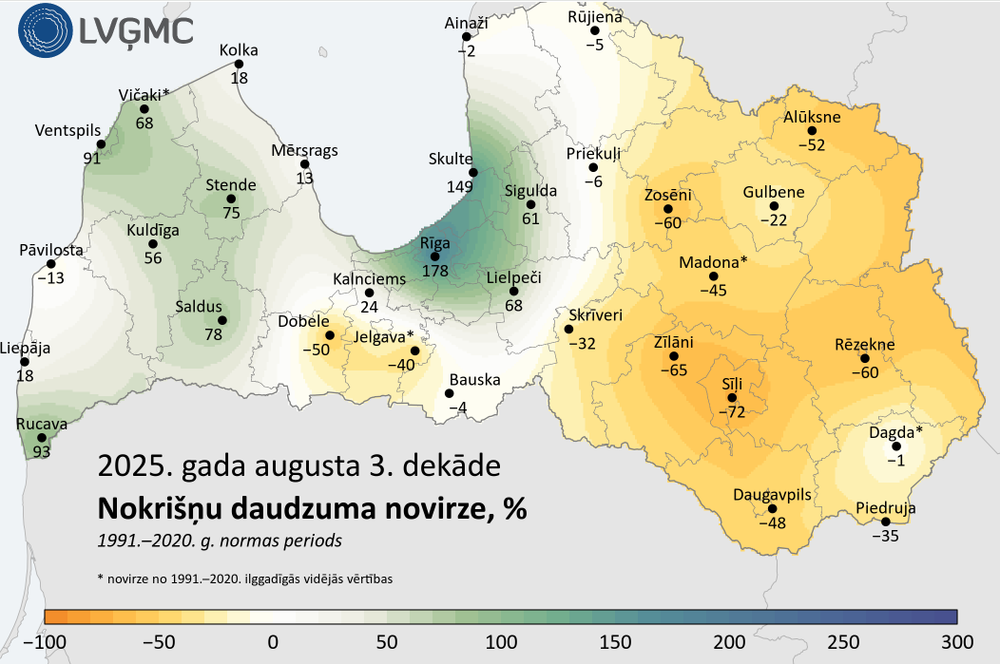 LVĢMC
Ainaži
−2
Rūjiena
−5
Kolka
18
Vičaki*
68
Ventspils
91
Alūksne
−52
Mērsrags
13
Skulte
149
Priekuļi
−6
Stende
75
Sigulda
61
Zosēni
−60
Gulbene
−22
Kuldīga
56
Pāvilosta
−13
Rīga
178
Madona*
−45
Kalnciems
24
Lielpeči
68
Saldus
78
Dobele
−50
Jelgava*
−40
Skrīveri
−32
Zīlāni
−65
Rēzekne
−60
Liepāja
18
Bauska
−4
Sīļi
−72
Rucava
93
Dagda*
−1
Daugavpils
−48
Piedruja
−35
2025. gada augusta 3. dekāde
Nokrišņu daudzuma novirze, %
1991.–2020. g. normas periods
* novirze no 1991.–2020. ilggadīgās vidējās vērtības
−100 −50 0 50 100 150 200 250 300